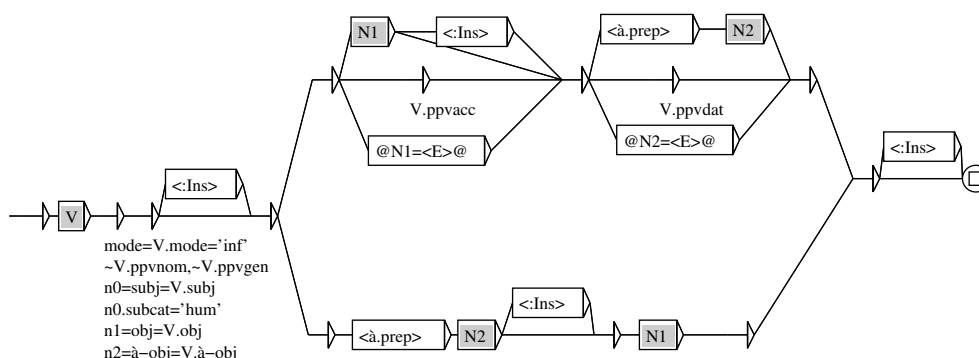 N1
<:Ins>
<à.prep>
N2
V.ppvacc
V.ppvdat
@N1=<E>@
@N2=<E>@
<:Ins>
<:Ins>
V
mode=V.mode=’inf’
~V.ppvnom,~V.ppvgen
n0=subj=V.subj
n0.subcat=’hum’
n1=obj=V.obj
n2=à−obj=V.à−obj
<:Ins>
<à.prep>
N2
N1